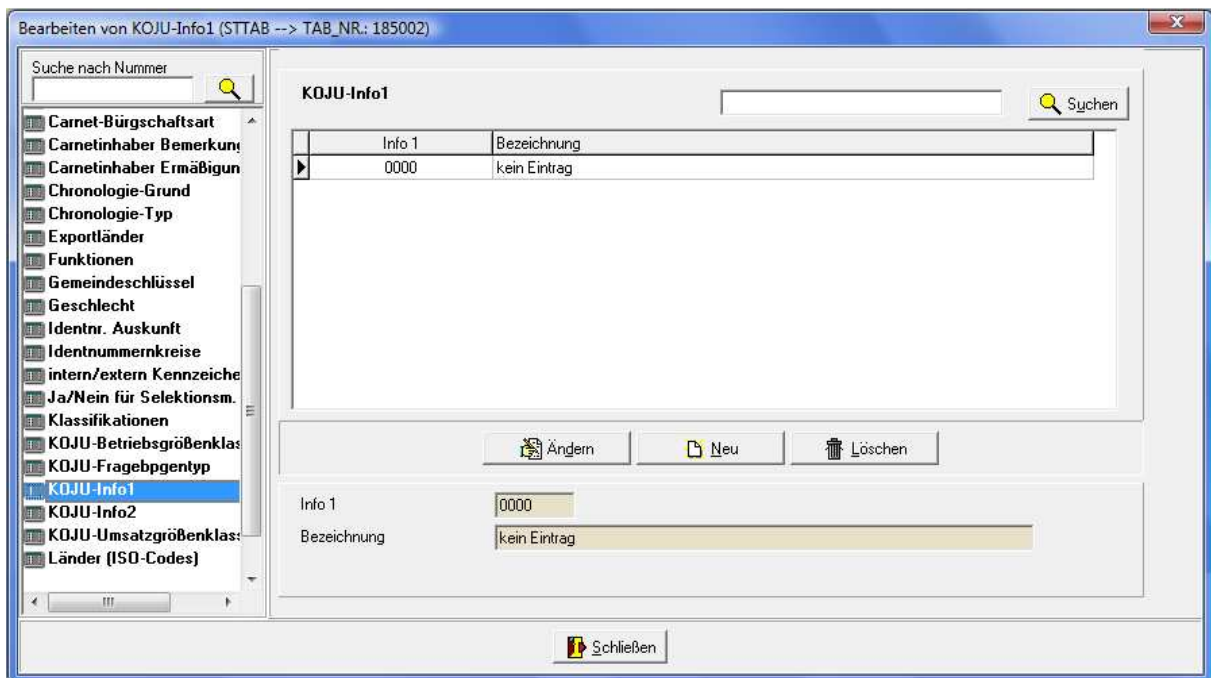 Bearbeiten von KOJU-Info1 (STTAB --> TAB_NR.: 185002)
Suche nach Nummer
Carnet-Bürgschaftsart
Carnetinhaber Bemerkung
Carnetinhaber Ermäßigun
Chronologie-Grund
Chronologie-Typ
Exportländer
Funktionen
Gemeindeschlüssel
Geschlecht
Identnr. Auskunft
Identnummernkreise
intern/extern Kennzeiche
Ja/Nein für Selektionsm.
Klassifikationen
KOJU-Betriebsgrößenklas
KOJU-Fragebpgentyp
KOJU-Info1
KOJU-Info2
KOJU-Umsatzgrößenklass
Länder (ISO-Codes)
KOJU-Info1
Suchen
Info 1 Bezeichnung
0000 kein Eintrag
Ändern Neu Löschen
Info 1 0000
Bezeichnung kein Eintrag
Schließen